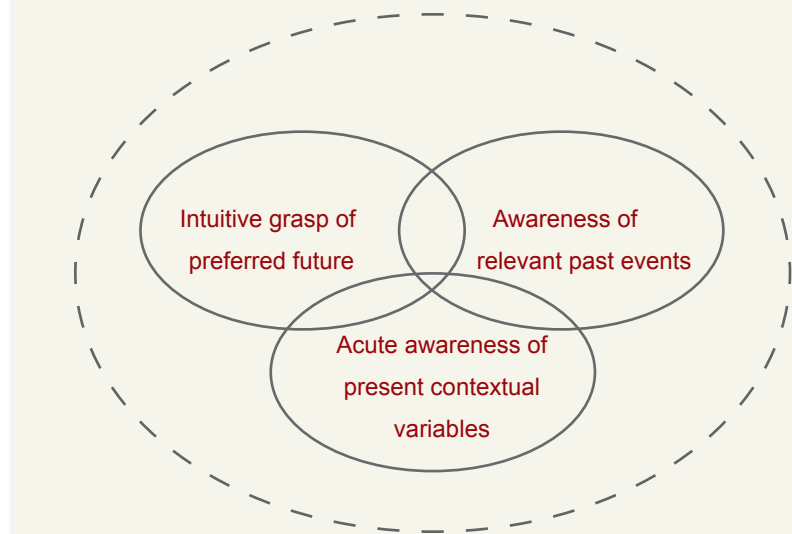 Intuitive grasp of
preferred future
Awareness of
relevant past events
Acute awareness of
present contextual
variables